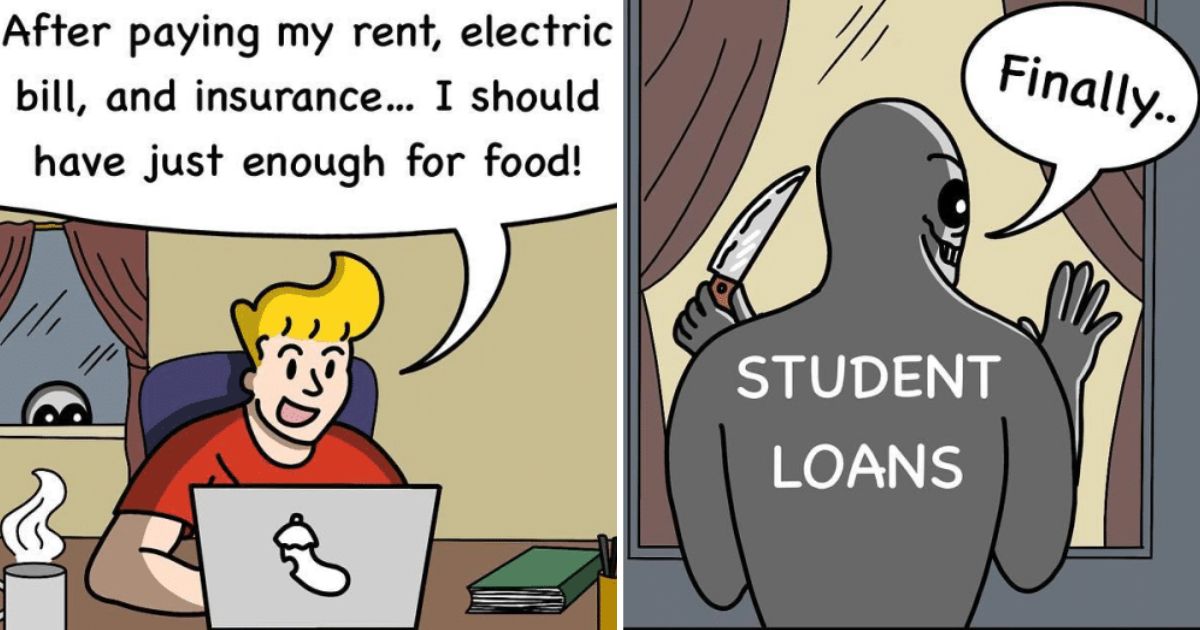 After paying my rent, electric
bill, and insurance... I should
have just enough for food!
Finally..
STUDENT
LOANS